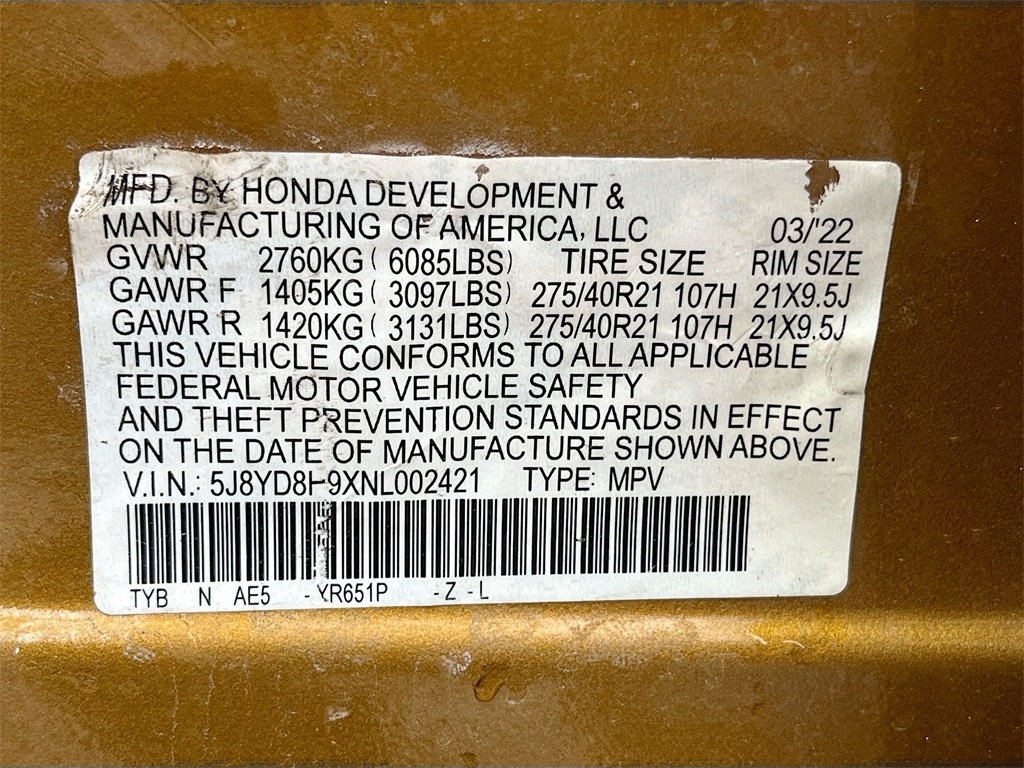 MFD. BY HONDA DEVELOPMENT &
MANUFACTURING OF AMERICA, LLC 03/'22
GVWR 2760KG ( 6085LBS) TIRE SIZE RIM SIZE
GAWR F 1405KG ( 3097LBS) 275/40R21 107H 21X9.5J
GAWR R 1420KG ( 3131LBS) 275/40R21 107H 21X9.5J
THIS VEHICLE CONFORMS TO ALL APPLICABLE
FEDERAL MOTOR VEHICLE SAFETY
AND THEFT PREVENTION STANDARDS IN EFFECT
ON THE DATE OF MANUFACTURE SHOWN ABOVE.
V.I.N.: 5J8YD8H9XNL002421 TYPE: MPV
TYB N AE5 - YR651P - Z - L